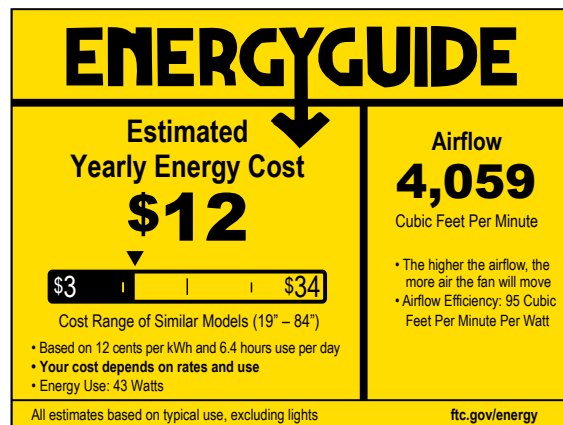 ENERGYGUIDE
Estimated
Yearly Energy Cost
$12
$3
$34
Cost Range of Similar Models (19” – 84”)
• Based on 12 cents per kWh and 6.4 hours use per day
• Your cost depends on rates and use
• Energy Use: 43 Watts
All estimates based on typical use, excluding lights
Airflow
4,059
Cubic Feet Per Minute
• The higher the airflow, the
more air the fan will move
• Airflow Efficiency: 95 Cubic
Feet Per Minute Per Watt
ftc.gov/energy